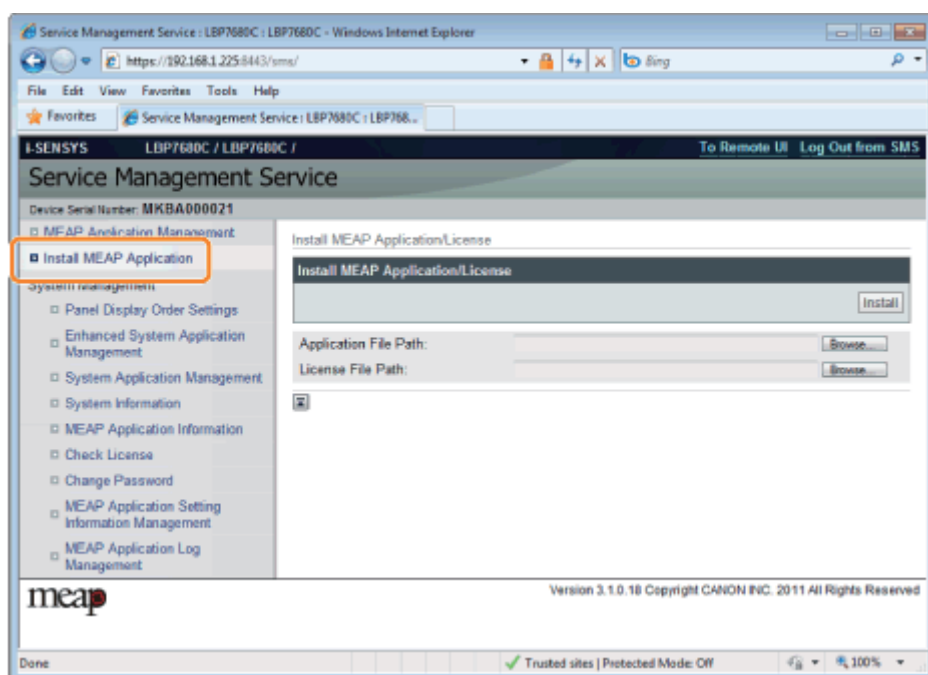 Service Management Service : LBP7680C : LBP7680C - Windows Internet Explorer
https://192.168.1.225:8443/sms/
Bing
File Edit View Favorites Tools Help
Favorites
Service Management Service : LBP7680C : LBP768...
i-SENSYS LBP7680C / LBP7680C /
To Remote UI Log Out from SMS
Service Management Service
Device Serial Number: MKBA000021
MEAP Application Management
Install MEAP Application
System Management
Panel Display Order Settings
Enhanced System Application
Management
System Application Management
System Information
MEAP Application Information
Check License
Change Password
MEAP Application Setting
Information Management
MEAP Application Log
Management
Install MEAP Application/License
Install MEAP Application/License
Install
Application File Path:
Browse...
License File Path:
Browse...
meap
Version 3.1.0.18 Copyright CANON INC. 2011 All Rights Reserved
Done
Trusted sites | Protected Mode: Off
100%